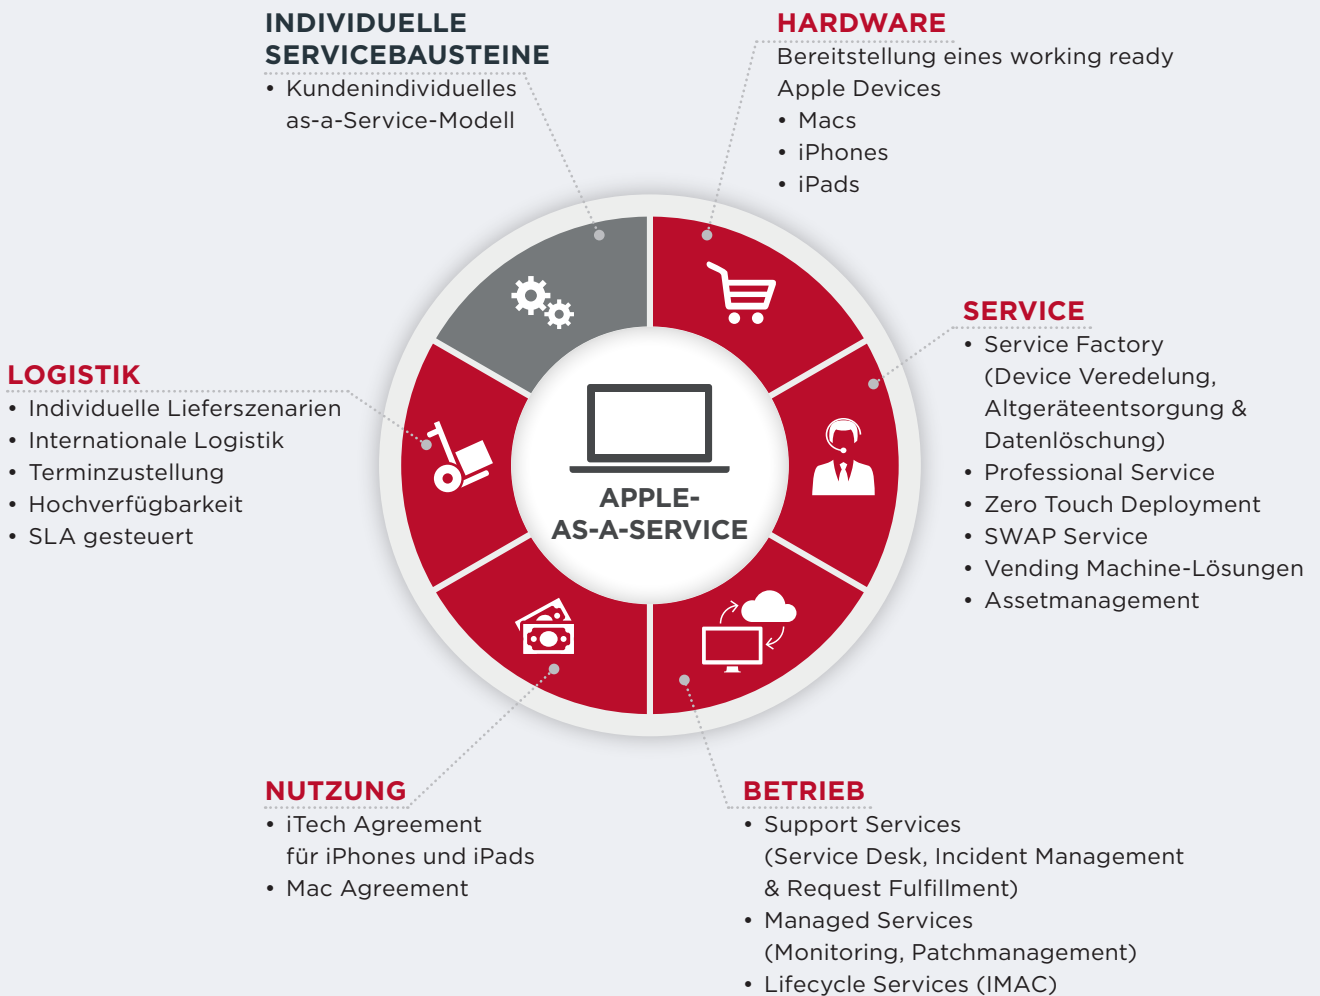 INDIVIDUELLE
SERVICEBAUSTEINE
• Kundenindividuelles
as-a-Service-Modell
HARDWARE
Bereitstellung eines working ready
Apple Devices
• Macs
• iPhones
• iPads
SERVICE
• Service Factory
(Device Veredelung,
Altgeräteentsorgung &
Datenlöschung)
• Professional Service
• Zero Touch Deployment
• SWAP Service
• Vending Machine-Lösungen
• Assetmanagement
LOGISTIK
• Individuelle Lieferszenarien
• Internationale Logistik
• Terminzustellung
• Hochverfügbarkeit
• SLA gesteuert
APPLE-
AS-A-SERVICE
NUTZUNG
• iTech Agreement
für iPhones und iPads
• Mac Agreement
BETRIEB
• Support Services
(Service Desk, Incident Management
& Request Fulfillment)
• Managed Services
(Monitoring, Patchmanagement)
• Lifecycle Services (IMAC)